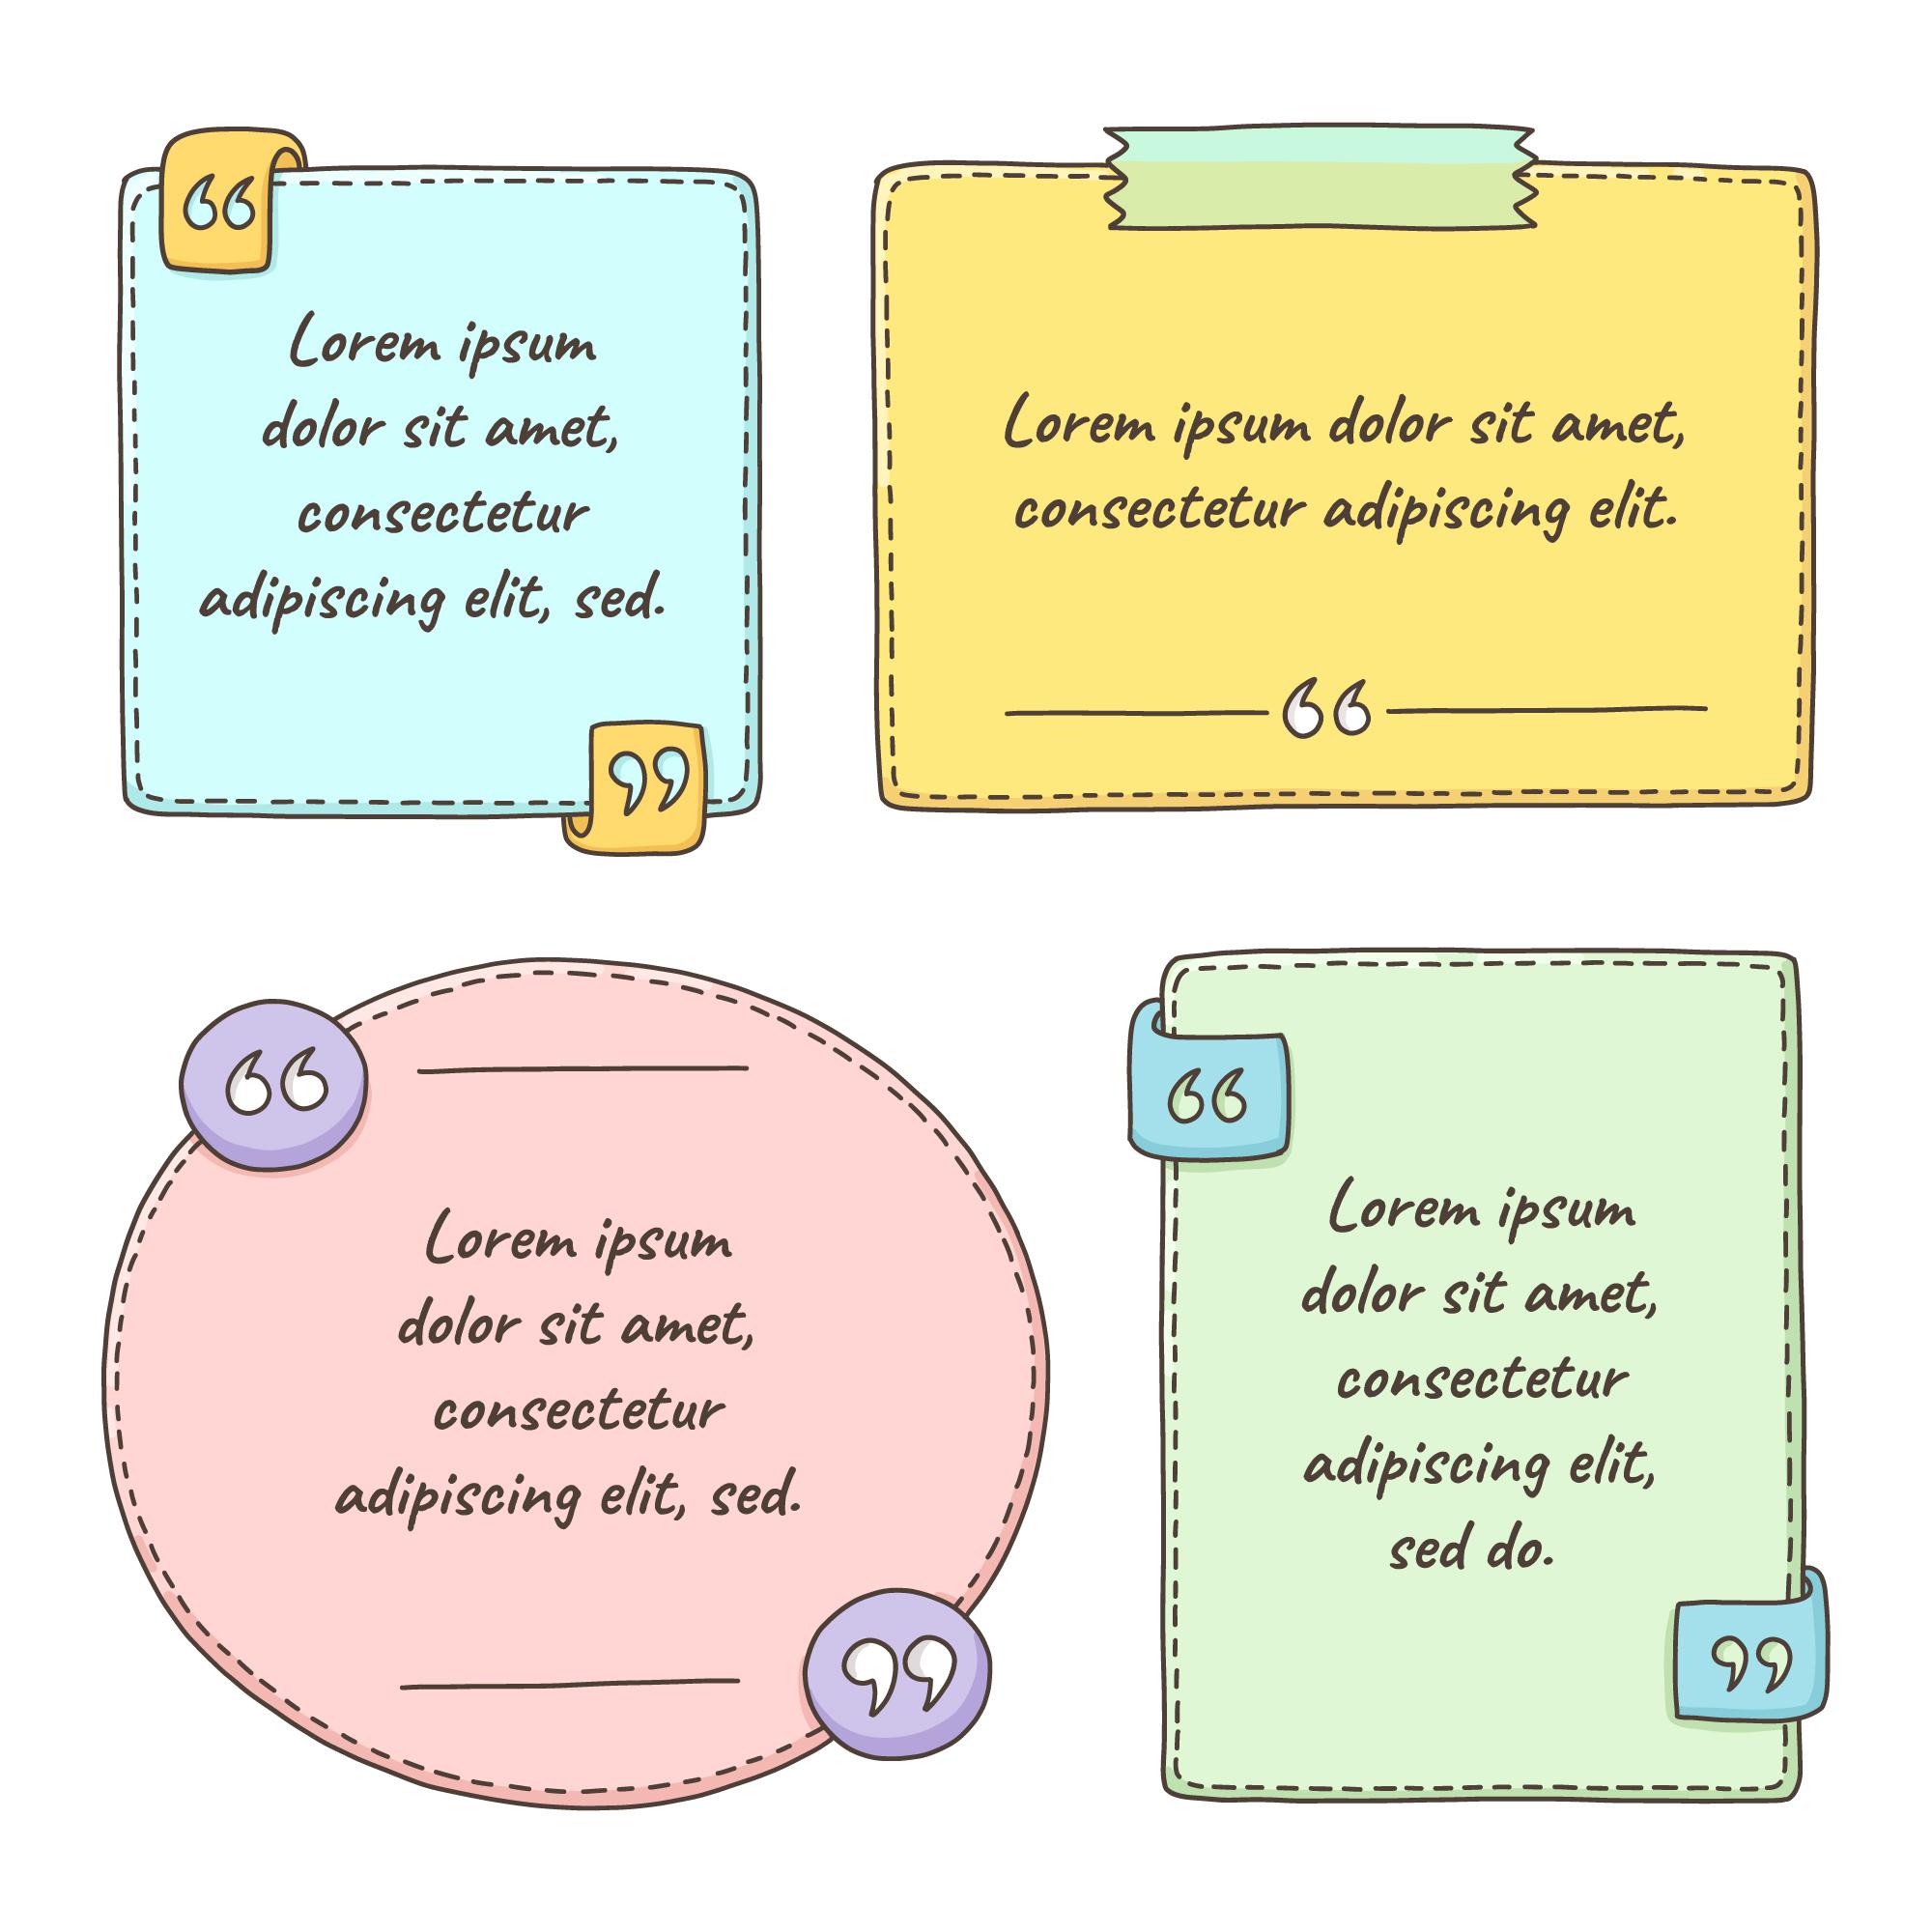 “
Lorem ipsum
dolor sit amet,
consectetur
adipiscing elit, sed.
”
Lorem ipsum dolor sit amet,
consectetur adipiscing elit.
“
“
Lorem ipsum
dolor sit amet,
consectetur
adipiscing elit, sed.
”
“
Lorem ipsum
dolor sit amet,
consectetur
adipiscing elit,
sed do.
”